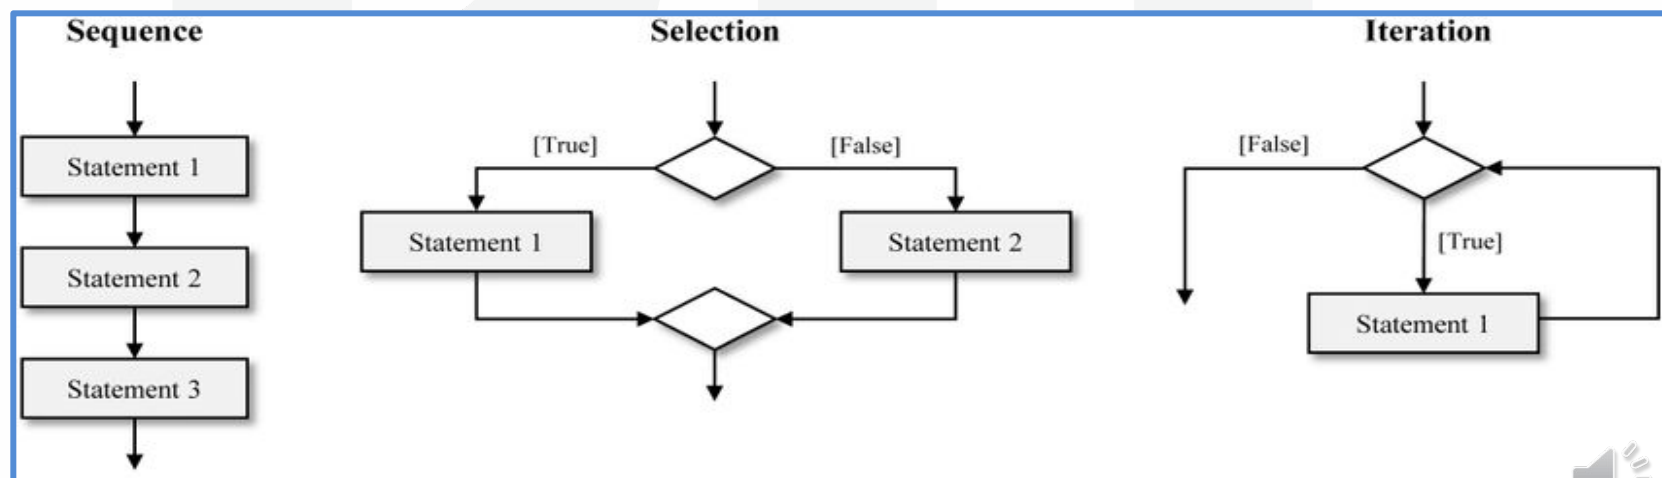 Sequence
Statement 1
Statement 2
Statement 3
Selection
[True]
[False]
Statement 1
Statement 2
Iteration
[False]
[True]
Statement 1